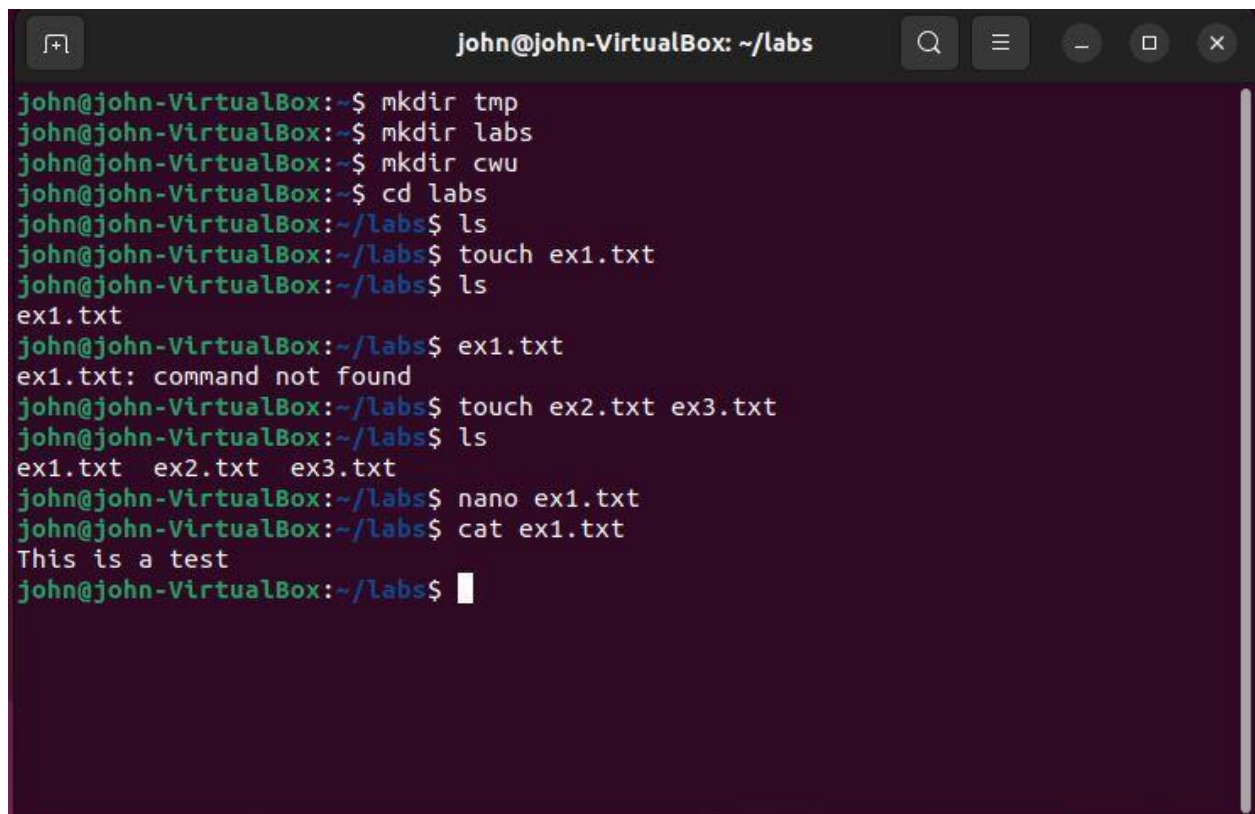 john@john-VirtualBox: ~/labs
john@john-VirtualBox:~$ mkdir tmp
john@john-VirtualBox:~$ mkdir labs
john@john-VirtualBox:~$ mkdir cwu
john@john-VirtualBox:~$ cd labs
john@john-VirtualBox:~/labs$ ls
john@john-VirtualBox:~/labs$ touch ex1.txt
john@john-VirtualBox:~/labs$ ls
ex1.txt
john@john-VirtualBox:~/labs$ ex1.txt
ex1.txt: command not found
john@john-VirtualBox:~/labs$ touch ex2.txt ex3.txt
john@john-VirtualBox:~/labs$ ls
ex1.txt  ex2.txt  ex3.txt
john@john-VirtualBox:~/labs$ nano ex1.txt
john@john-VirtualBox:~/labs$ cat ex1.txt
This is a test
john@john-VirtualBox:~/labs$